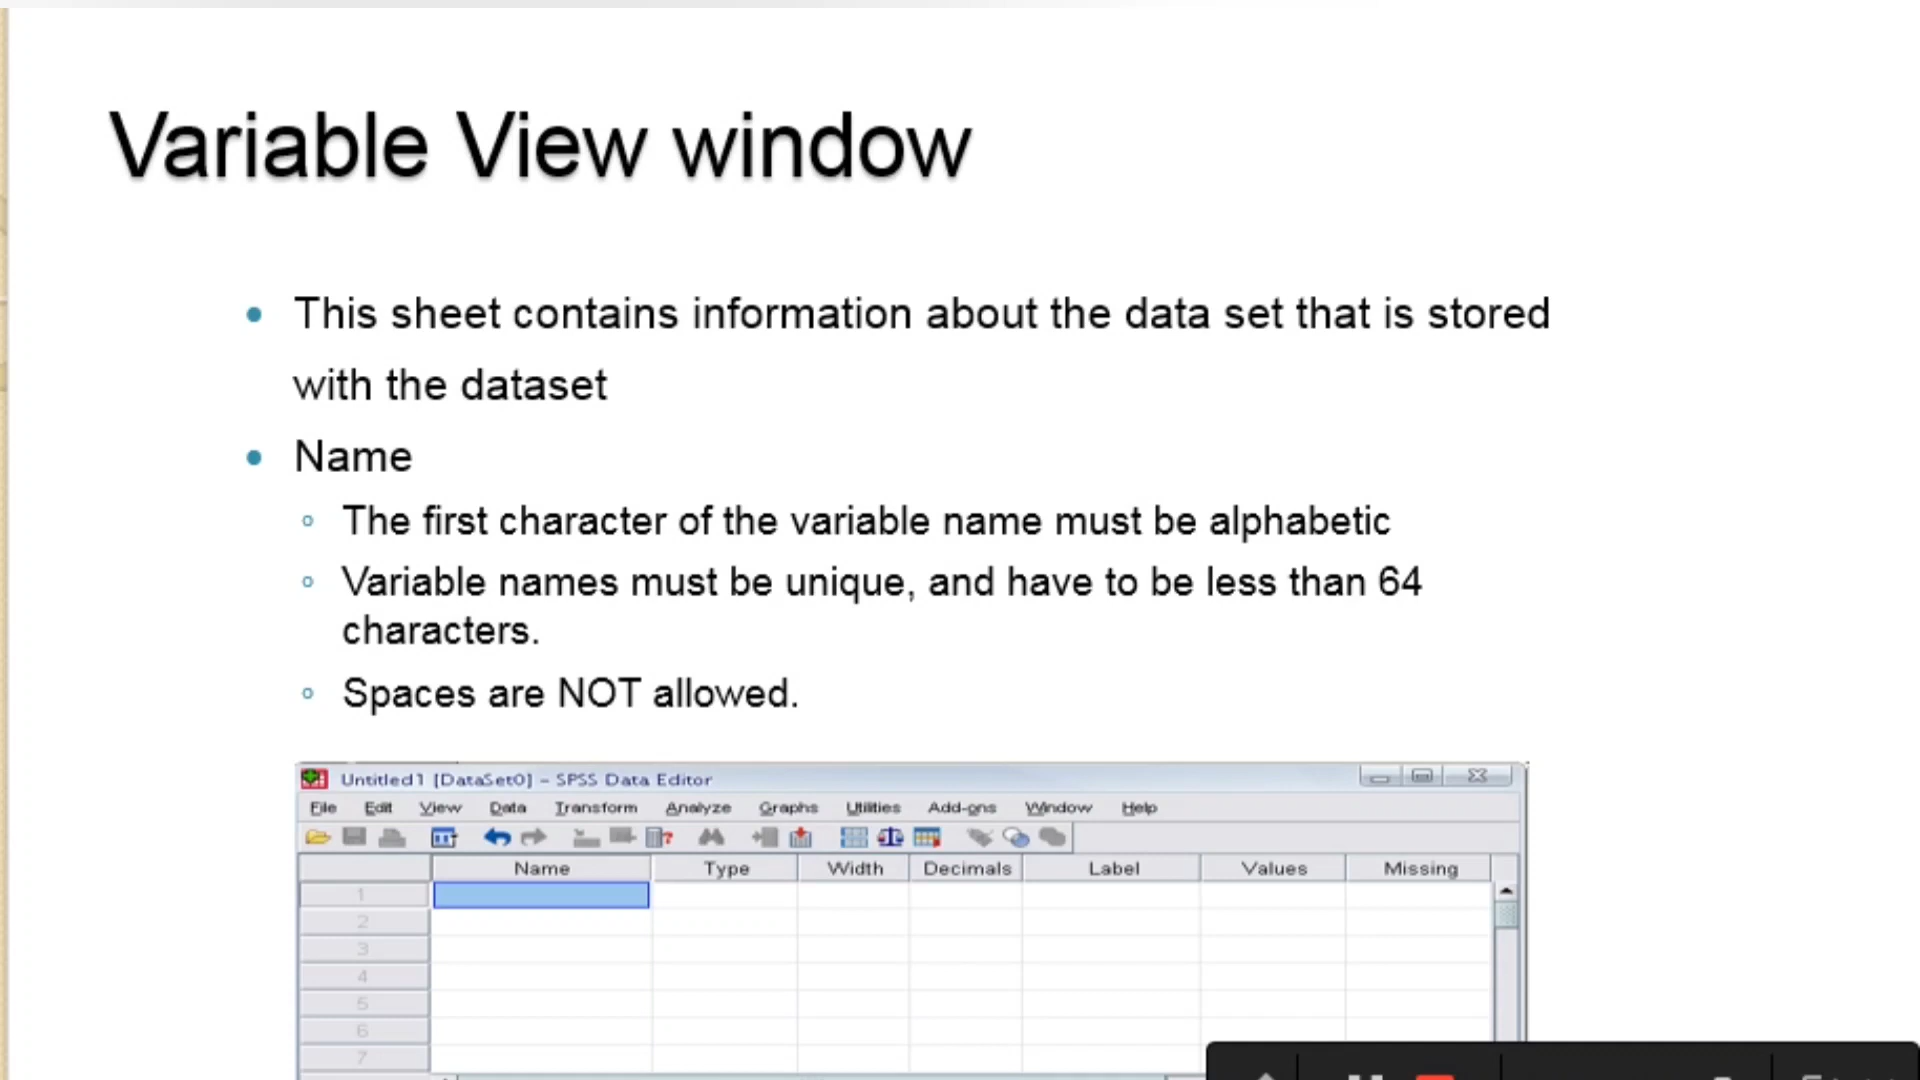 Variable View window
This sheet contains information about the data set that is stored
with the dataset
Name
The first character of the variable name must be alphabetic
Variable names must be unique, and have to be less than 64
characters.
Spaces are NOT allowed.
Untitled1 [DataSet0] - SPSS Data Editor
File Edit View Data Transform Analyze Graphs Utilities Add-ons Window Help
Name Type Width Decimals Label Values Missing
1
2
3
4
5
6
7